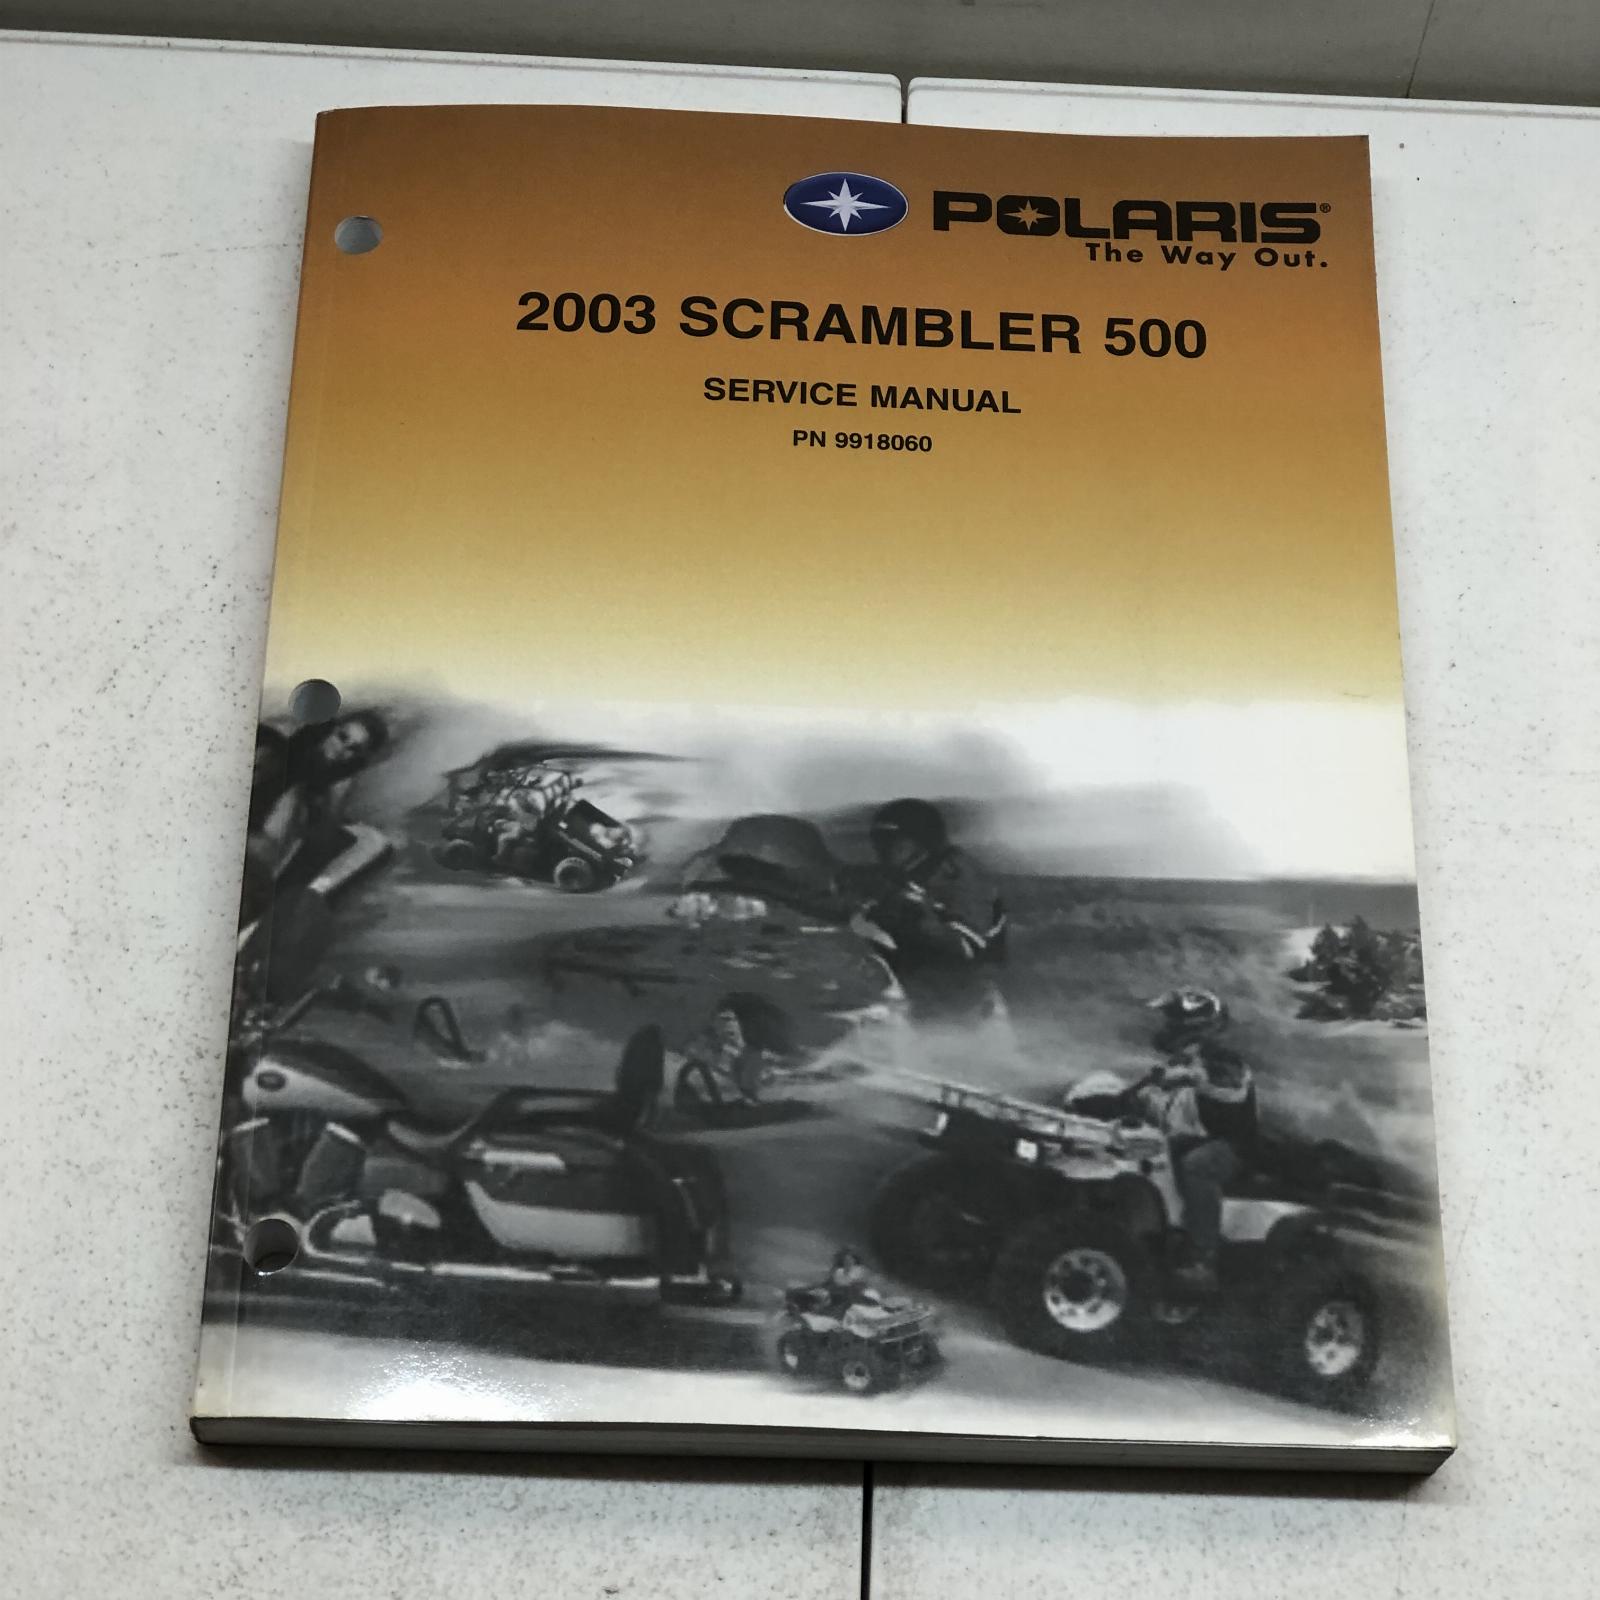 POLARIS®
The Way Out.
2003 SCRAMBLER 500
SERVICE MANUAL
PN 9918060